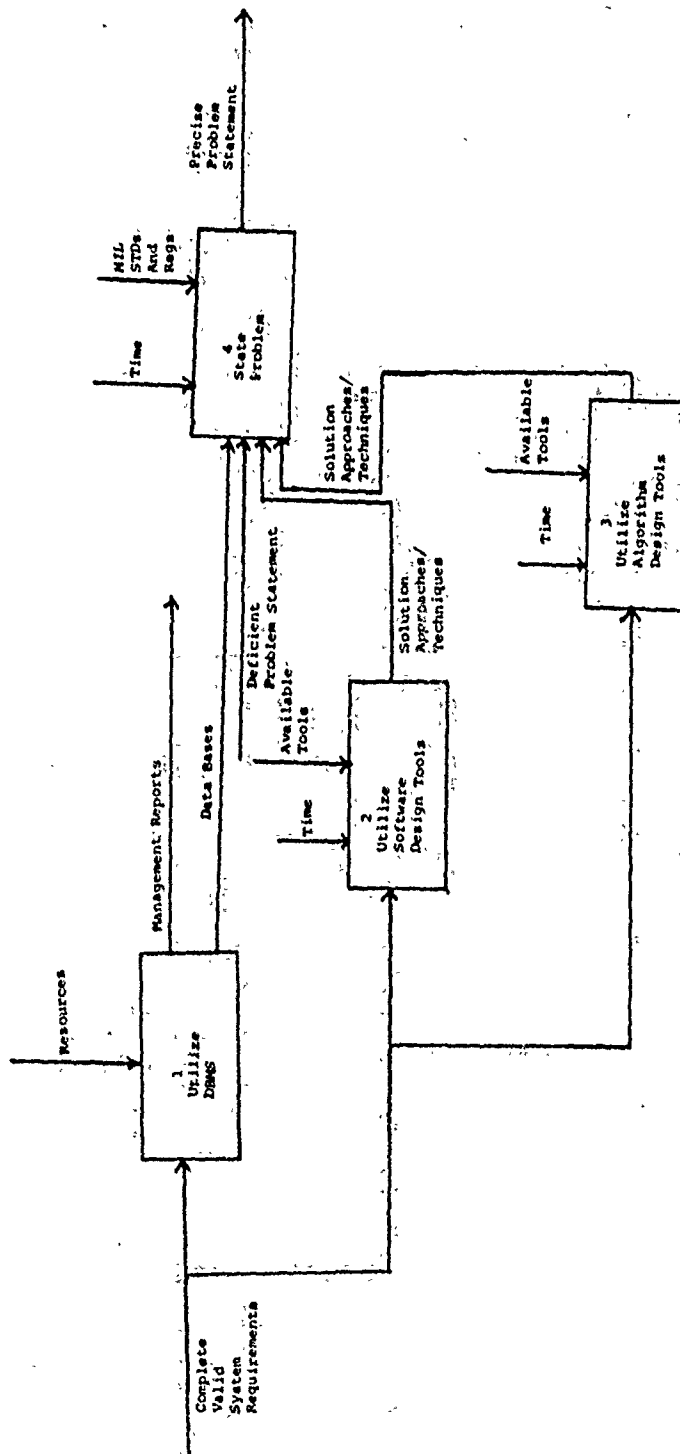 Complete
Valid
System
Requirements
Resources
1
Utilize
DBMS
Management Reports
Data Bases
Deficient
Problem Statement
Time
Available
Tools
2
Utilize
Software
Design Tools
Solution
Approaches/
Techniques
Time
Available
Tools
3
Utilize
Algorithm
Design Tools
Solution
Approaches/
Techniques
Time
MIL
STDs
And
Regs
4
State
Problem
Precise
Problem
Statement